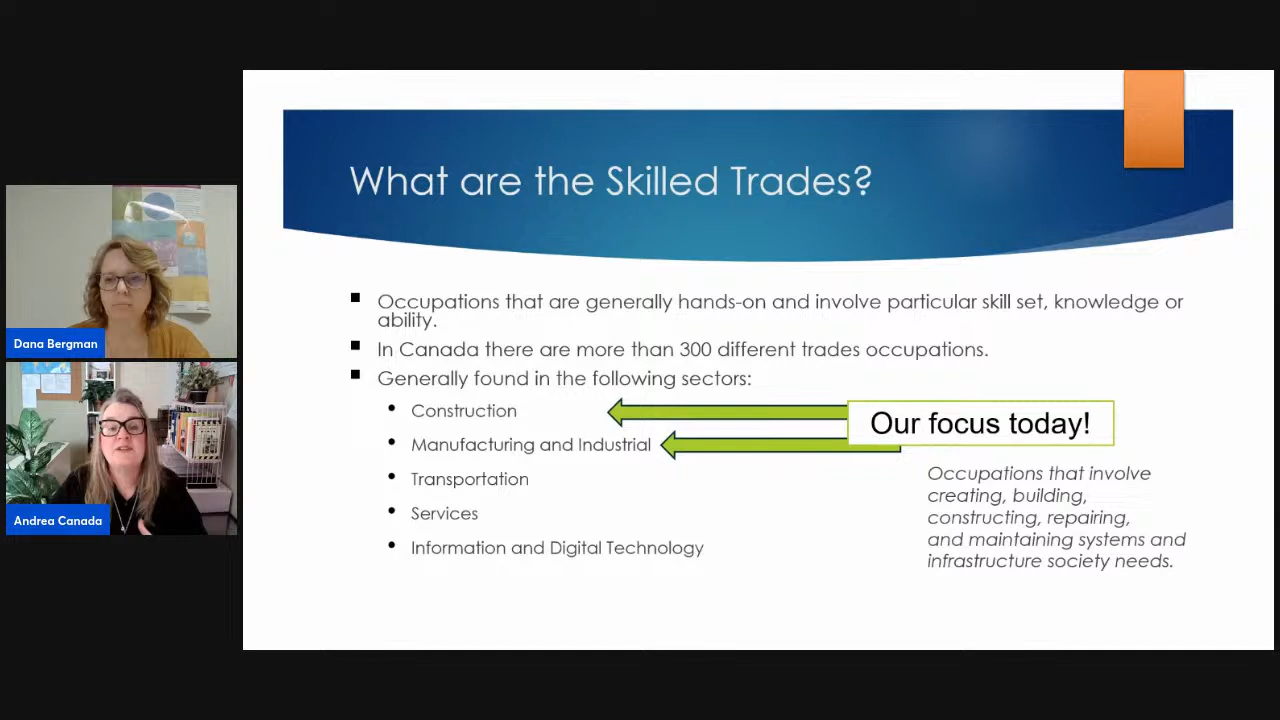 What are the Skilled Trades?
Occupations that are generally hands-on and involve particular skill set, knowledge or
ability.
In Canada there are more than 300 different trades occupations.
Generally found in the following sectors:
Construction
Manufacturing and Industrial
Transportation
Services
Information and Digital Technology
Our focus today!
Occupations that involve
creating, building,
constructing, repairing,
and maintaining systems and
infrastructure society needs.
Dana Bergman
Andrea Canada